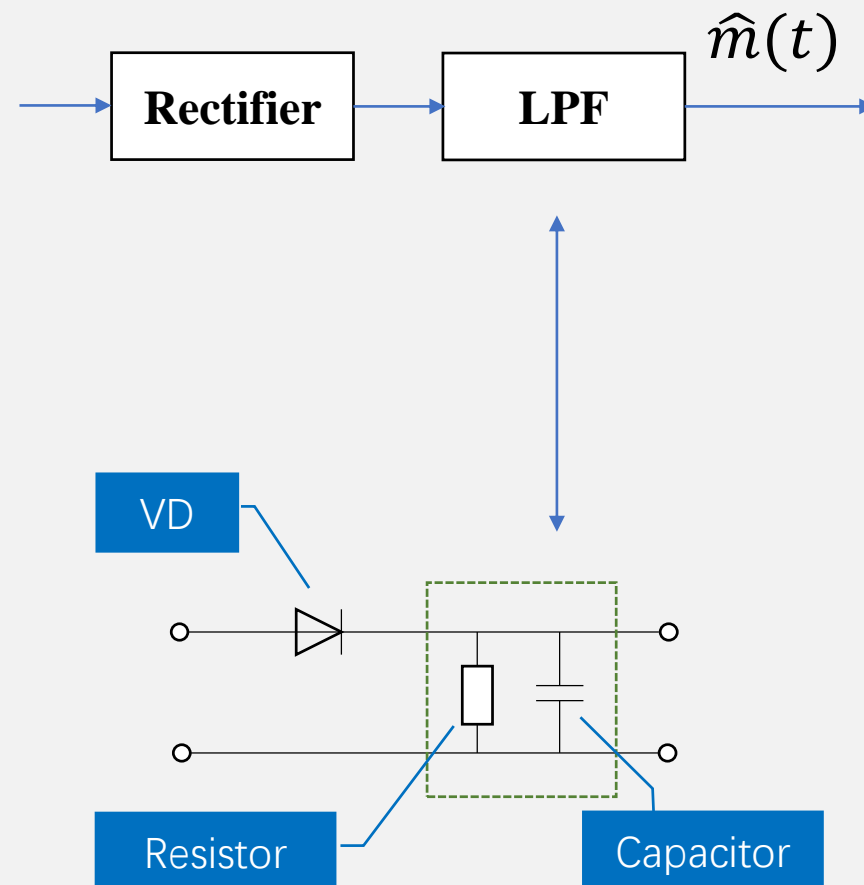 m̂(t)
Rectifier
LPF
VD
Resistor
Capacitor